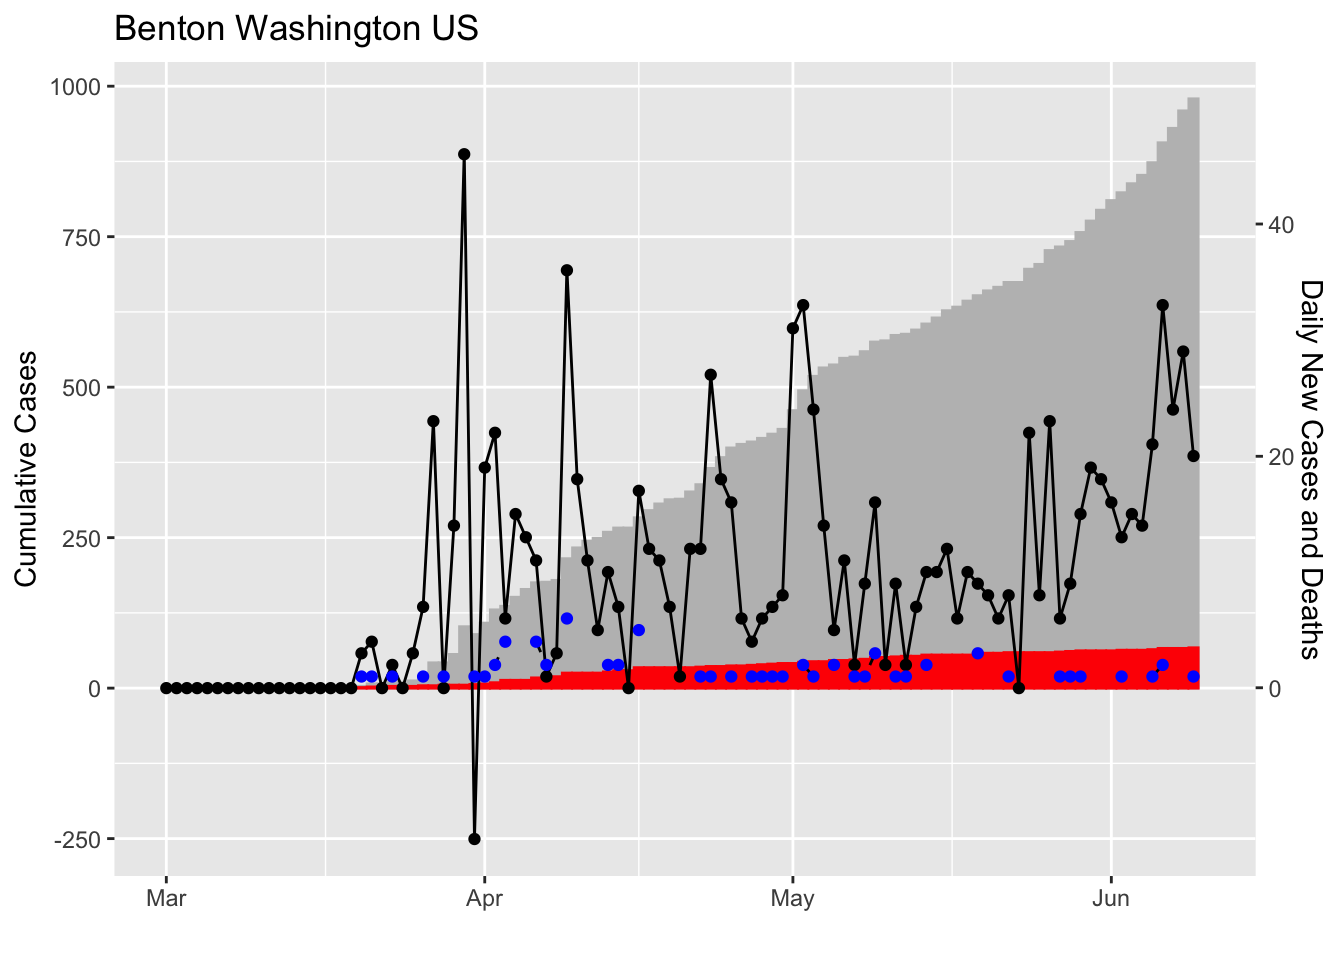 Benton Washington US
1000
750
500
250
0
-250
Cumulative Cases
40
20
0
Daily New Cases and Deaths
Mar
Apr
May
Jun